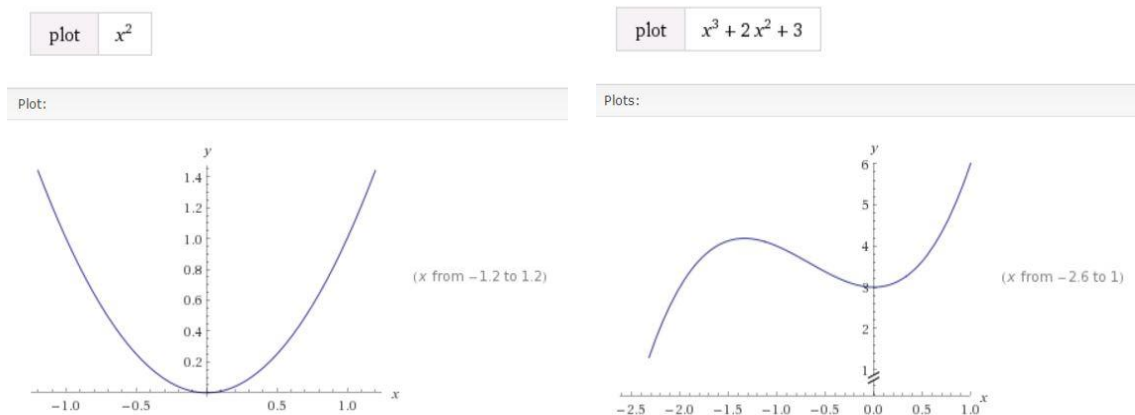 plot x²
Plot:
y
1.4
1.2
1.0
0.8
0.6
0.4
0.2
x
−1.0 −0.5 0.5 1.0
(x from −1.2 to 1.2)
plot x³ + 2 x² + 3
Plots:
y
6
5
4
3
2
1
x
−2.5 −2.0 −1.5 −1.0 −0.5 0.0 0.5 1.0
(x from −2.6 to 1)